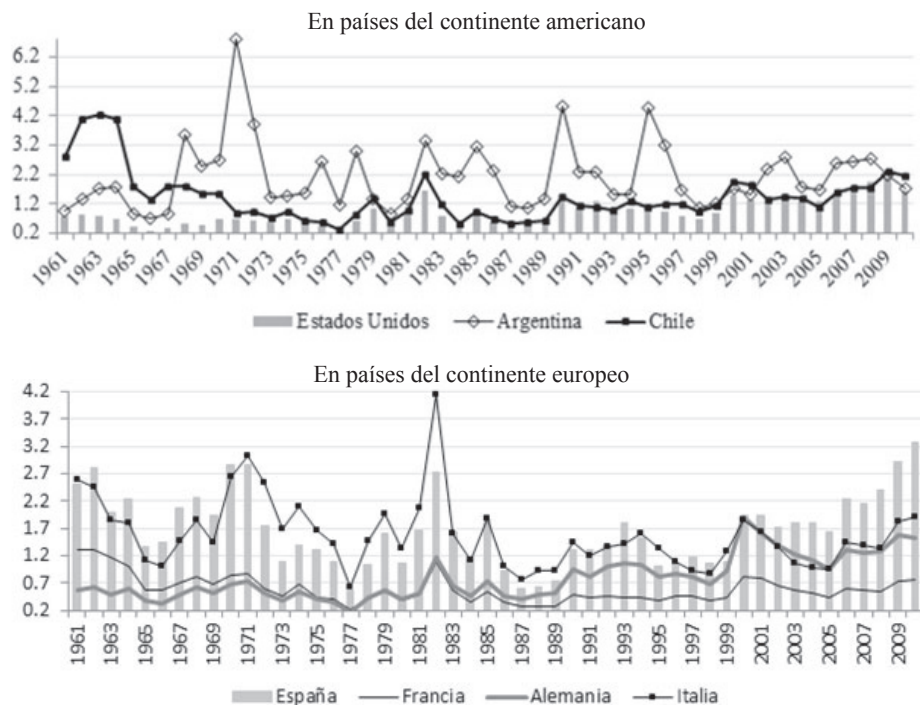 En países del continente americano
6.2
5.2
4.2
3.2
2.2
1.2
0.2
1961 1963 1965 1967 1969 1971 1973 1975 1977 1979 1981 1983 1985 1987 1989 1991 1993 1995 1997 1999 2001 2003 2005 2007 2009
Estados Unidos Argentina Chile
En países del continente europeo
4.2
3.7
3.2
2.7
2.2
1.7
1.2
0.7
0.2
1961 1963 1965 1967 1969 1971 1973 1975 1977 1979 1981 1983 1985 1987 1989 1991 1993 1995 1997 1999 2001 2003 2005 2007 2009
España Francia Alemania Italia